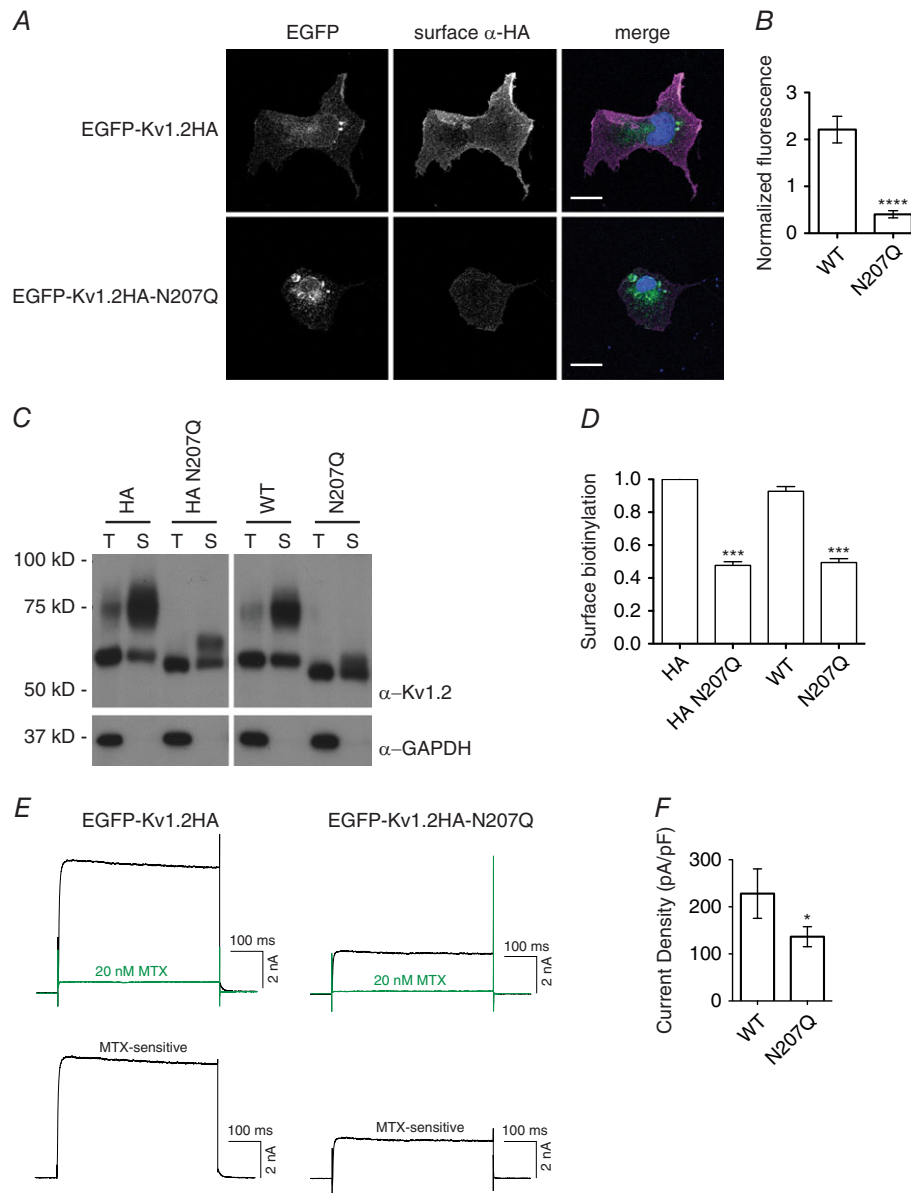 A
EGFP
surface α-HA
merge
EGFP-Kv1.2HA
EGFP-Kv1.2HA-N207Q
B
Normalized fluorescence
3
2
1
0
****
WT
N207Q
C
HA
HA N207Q
WT
N207Q
T S T S T S T S
100 kD -
75 kD -
50 kD -
α–Kv1.2
37 kD -
α–GAPDH
D
Surface biotinylation
1.0
0.8
0.6
0.4
0.2
0.0
***
***
HA
HA N207Q
WT
N207Q
E
EGFP-Kv1.2HA
EGFP-Kv1.2HA-N207Q
100 ms
2 nA
20 nM MTX
100 ms
2 nA
20 nM MTX
MTX-sensitive
100 ms
2 nA
MTX-sensitive
100 ms
2 nA
F
Current Density (pA/pF)
300
200
100
0
*
WT
N207Q